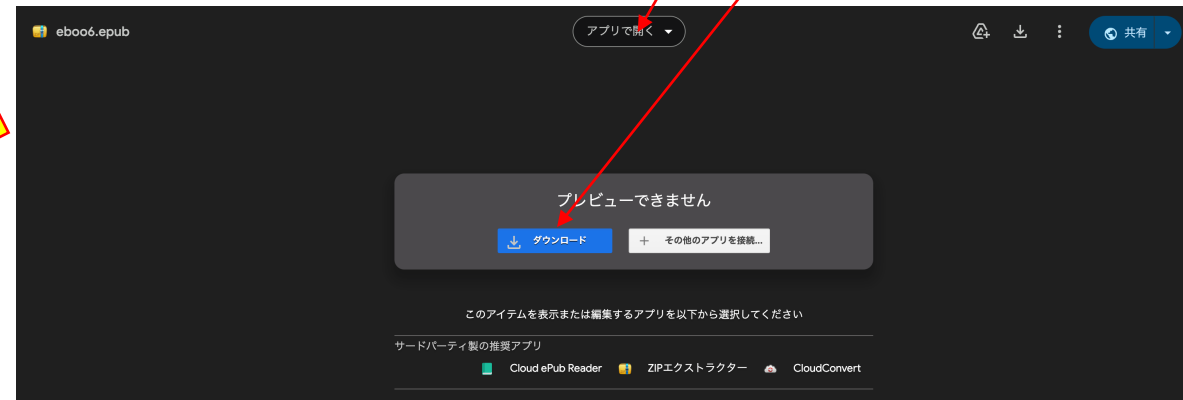 eboo6.epub
アプリで開く
共有
プレビューできません
ダウンロード
その他のアプリを接続...
このアイテムを表示または編集するアプリを以下から選択してください
サードパーティ製の推奨アプリ
Cloud ePub Reader ZIPエクストラクター CloudConvert